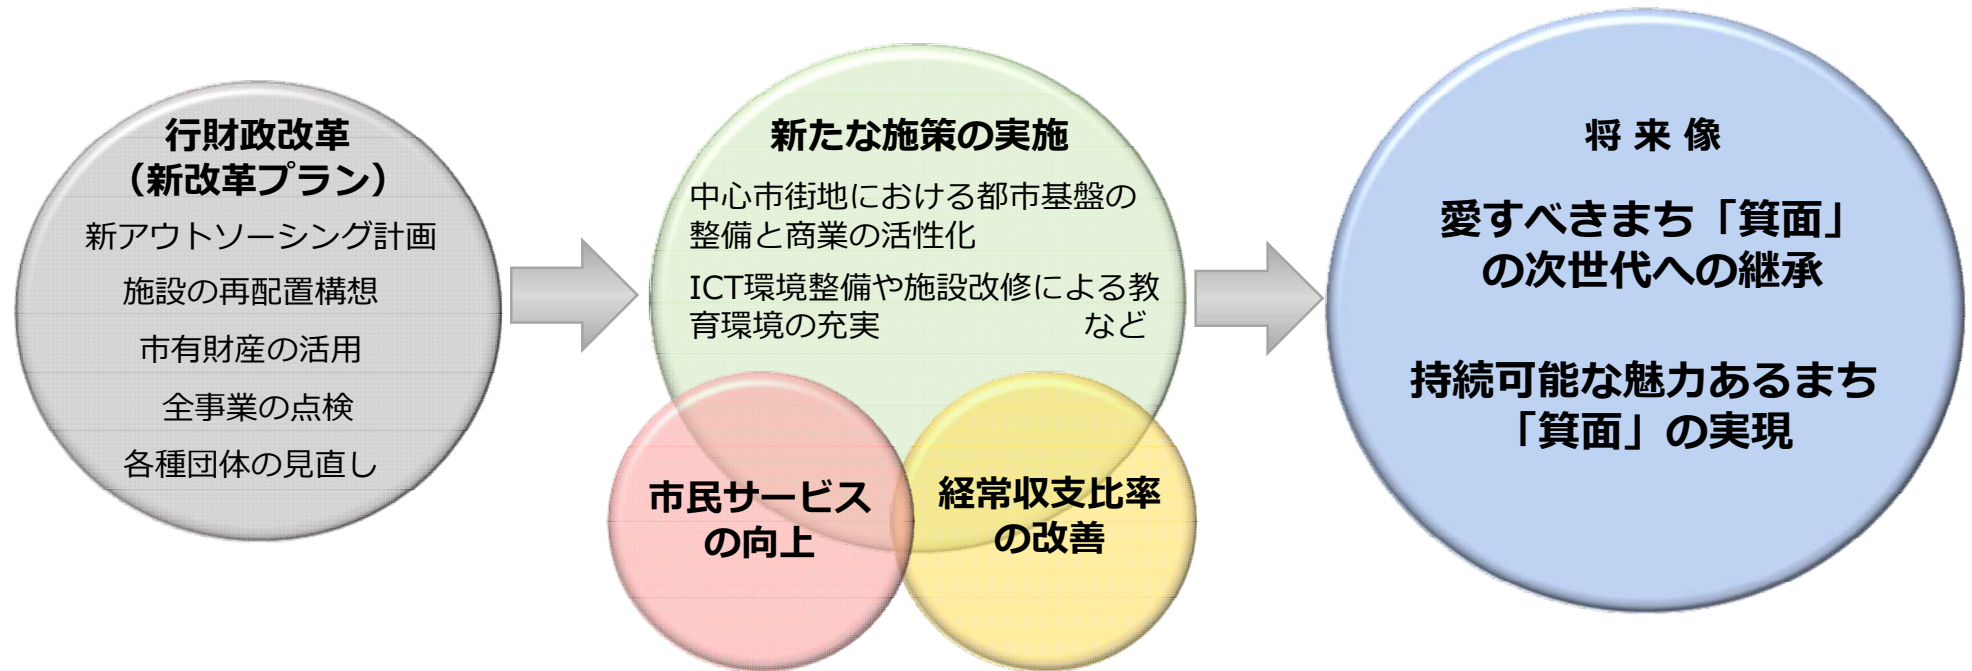 行財政改革
（新改革プラン）
新アウトソーシング計画
施設の再配置構想
市有財産の活用
全事業の点検
各種団体の見直し
新たな施策の実施
中心市街地における都市基盤の
整備と商業の活性化
ICT環境整備や施設改修による教
育環境の充実 など
市民サービス
の向上
経常収支比率
の改善
将来像
愛すべきまち「箕面」
の次世代への継承
持続可能な魅力あるまち
「箕面」の実現